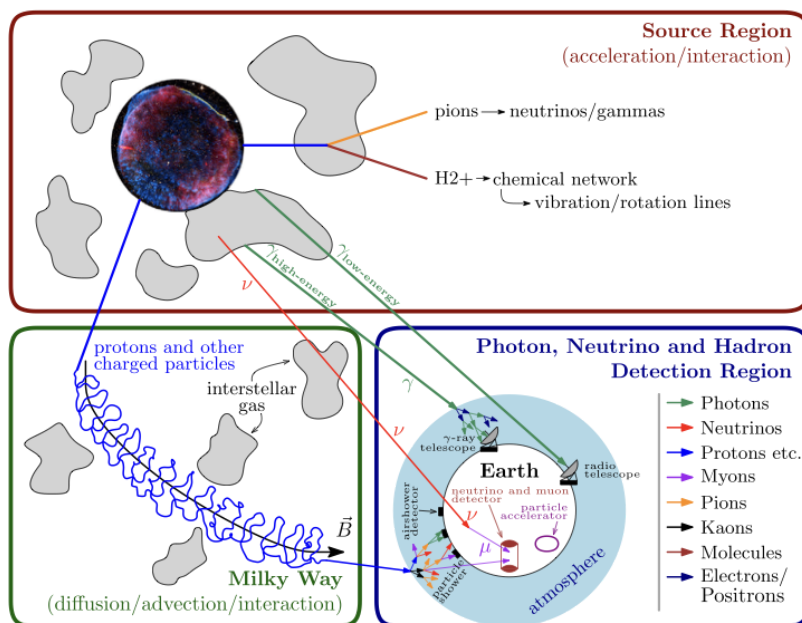 Source Region
(acceleration/interaction)
pions → neutrinos/gammas
H2+ → chemical network
vibration/rotation lines
γhigh-energy
γlow-energy
ν
protons and other
charged particles
interstellar
gas
B⃗
Milky Way
(diffusion/advection/interaction)
Photon, Neutrino and Hadron
Detection Region
γ
ν
γ-ray
telescope
radio
telescope
Earth
neutrino and muon
detector
particle
accelerator
airshower
detector
ν
μ
particle
shower
atmosphere
Photons
Neutrinos
Protons etc.
Myons
Pions
Kaons
Molecules
Electrons/
Positrons